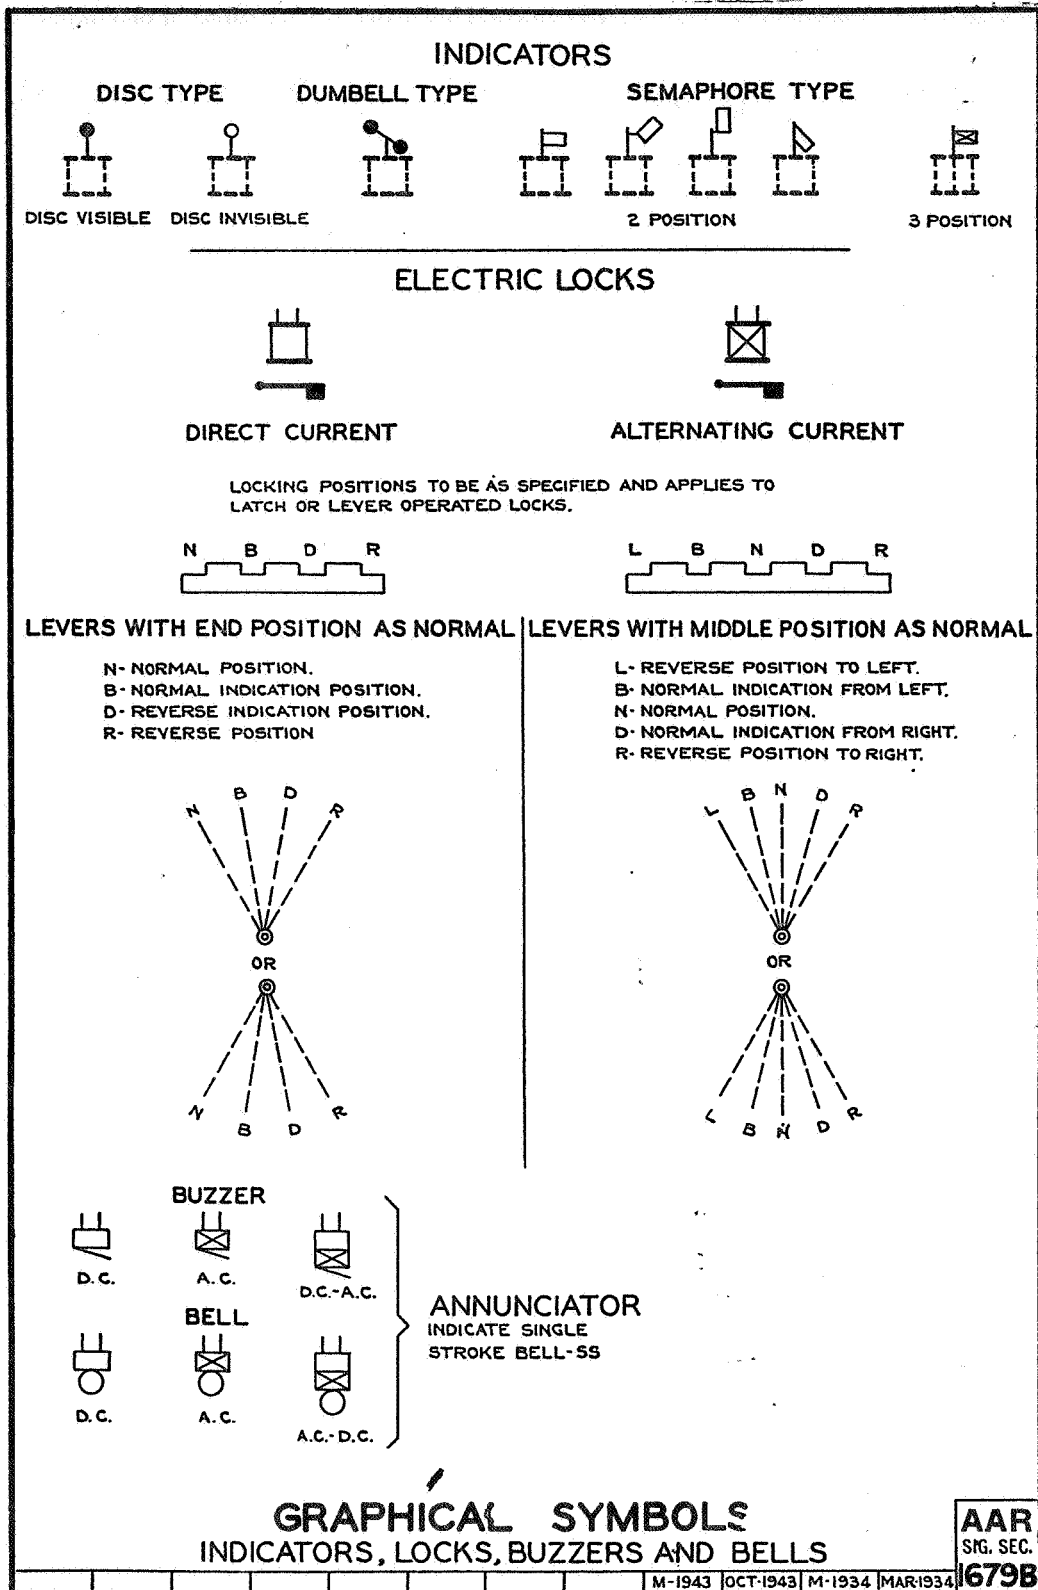 INDICATORS
DISC TYPE
DUMBELL TYPE
SEMAPHORE TYPE
DISC VISIBLE
DISC INVISIBLE
2 POSITION
3 POSITION
ELECTRIC LOCKS
DIRECT CURRENT
ALTERNATING CURRENT
LOCKING POSITIONS TO BE AS SPECIFIED AND APPLIES TO
LATCH OR LEVER OPERATED LOCKS.
N B D R
L B N D R
LEVERS WITH END POSITION AS NORMAL
N- NORMAL POSITION.
B- NORMAL INDICATION POSITION.
D- REVERSE INDICATION POSITION.
R- REVERSE POSITION
LEVERS WITH MIDDLE POSITION AS NORMAL
L- REVERSE POSITION TO LEFT.
B- NORMAL INDICATION FROM LEFT.
N- NORMAL POSITION.
D- NORMAL INDICATION FROM RIGHT.
R- REVERSE POSITION TO RIGHT.
N B D R
OR
N B D R
L B N D R
OR
L B N D R
BUZZER
D.C.
A.C.
D.C.-A.C.
BELL
D.C.
A.C.
A.C.-D.C.
ANNUNCIATOR
INDICATE SINGLE
STROKE BELL-SS
GRAPHICAL SYMBOLS
INDICATORS, LOCKS, BUZZERS AND BELLS
M-1943 OCT-1943 M-1934 MAR-1934
AAR
SIG. SEC.
1679B